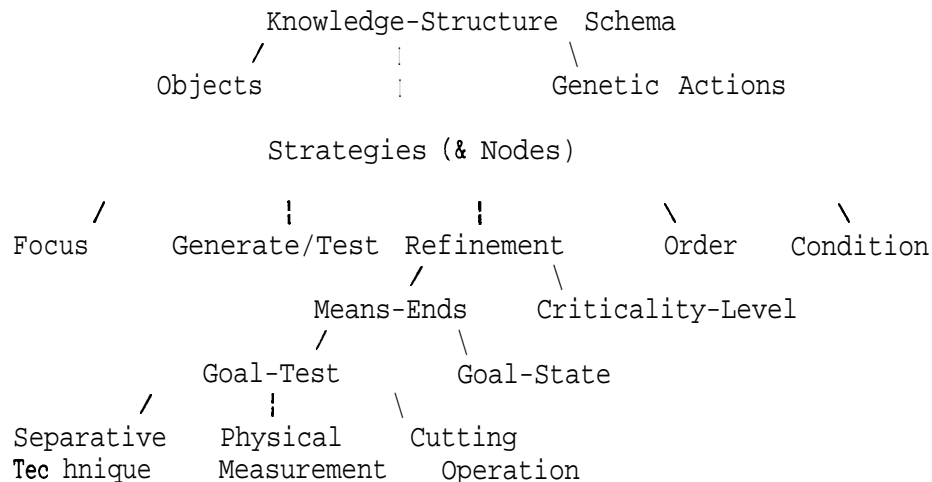 Knowledge-Structure Schema
Objects Genetic Actions
Strategies (& Nodes)
Focus Generate/Test Refinement Order Condition
Means-Ends Criticality-Level
Goal-Test Goal-State
Separative Physical Cutting
Tec hnique Measurement Operation